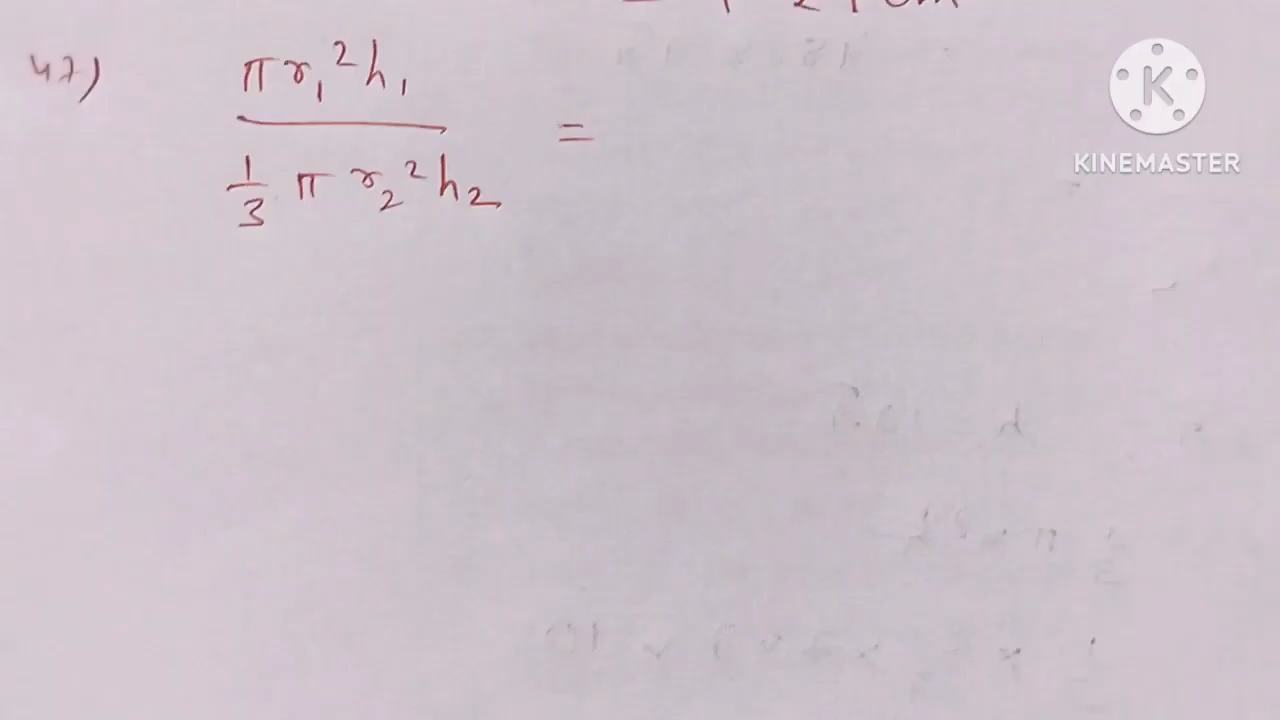 47)
πr₁²h₁
=
1/3 πr₂²h₂
KINEMASTER